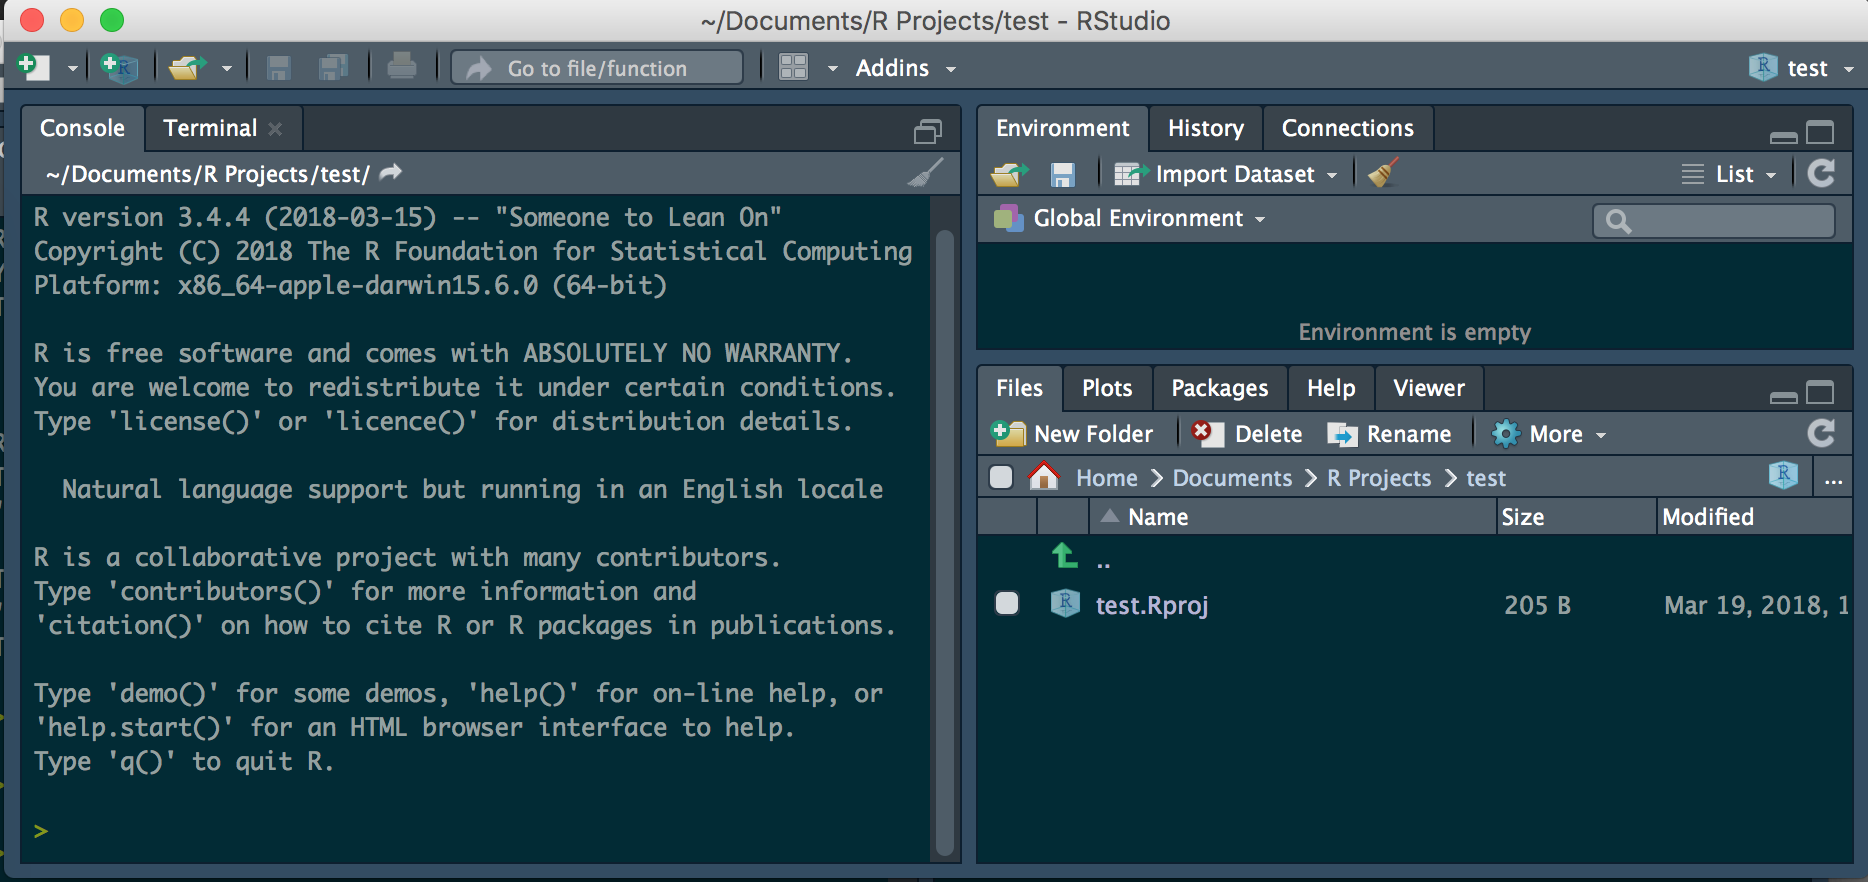 ~/Documents/R Projects/test - RStudio
Go to file/function
Addins
test
Console
Terminal
~/Documents/R Projects/test/
R version 3.4.4 (2018-03-15) -- "Someone to Lean On"
Copyright (C) 2018 The R Foundation for Statistical Computing
Platform: x86_64-apple-darwin15.6.0 (64-bit)
R is free software and comes with ABSOLUTELY NO WARRANTY.
You are welcome to redistribute it under certain conditions.
Type 'license()' or 'licence()' for distribution details.
Natural language support but running in an English locale
R is a collaborative project with many contributors.
Type 'contributors()' for more information and
'citation()' on how to cite R or R packages in publications.
Type 'demo()' for some demos, 'help()' for on-line help, or
'help.start()' for an HTML browser interface to help.
Type 'q()' to quit R.
>
Environment History Connections
Import Dataset
List
Global Environment
Environment is empty
Files Plots Packages Help Viewer
New Folder Delete Rename More
Home Documents R Projects test ...
Name Size Modified
..
test.Rproj 205 B Mar 19, 2018, 1